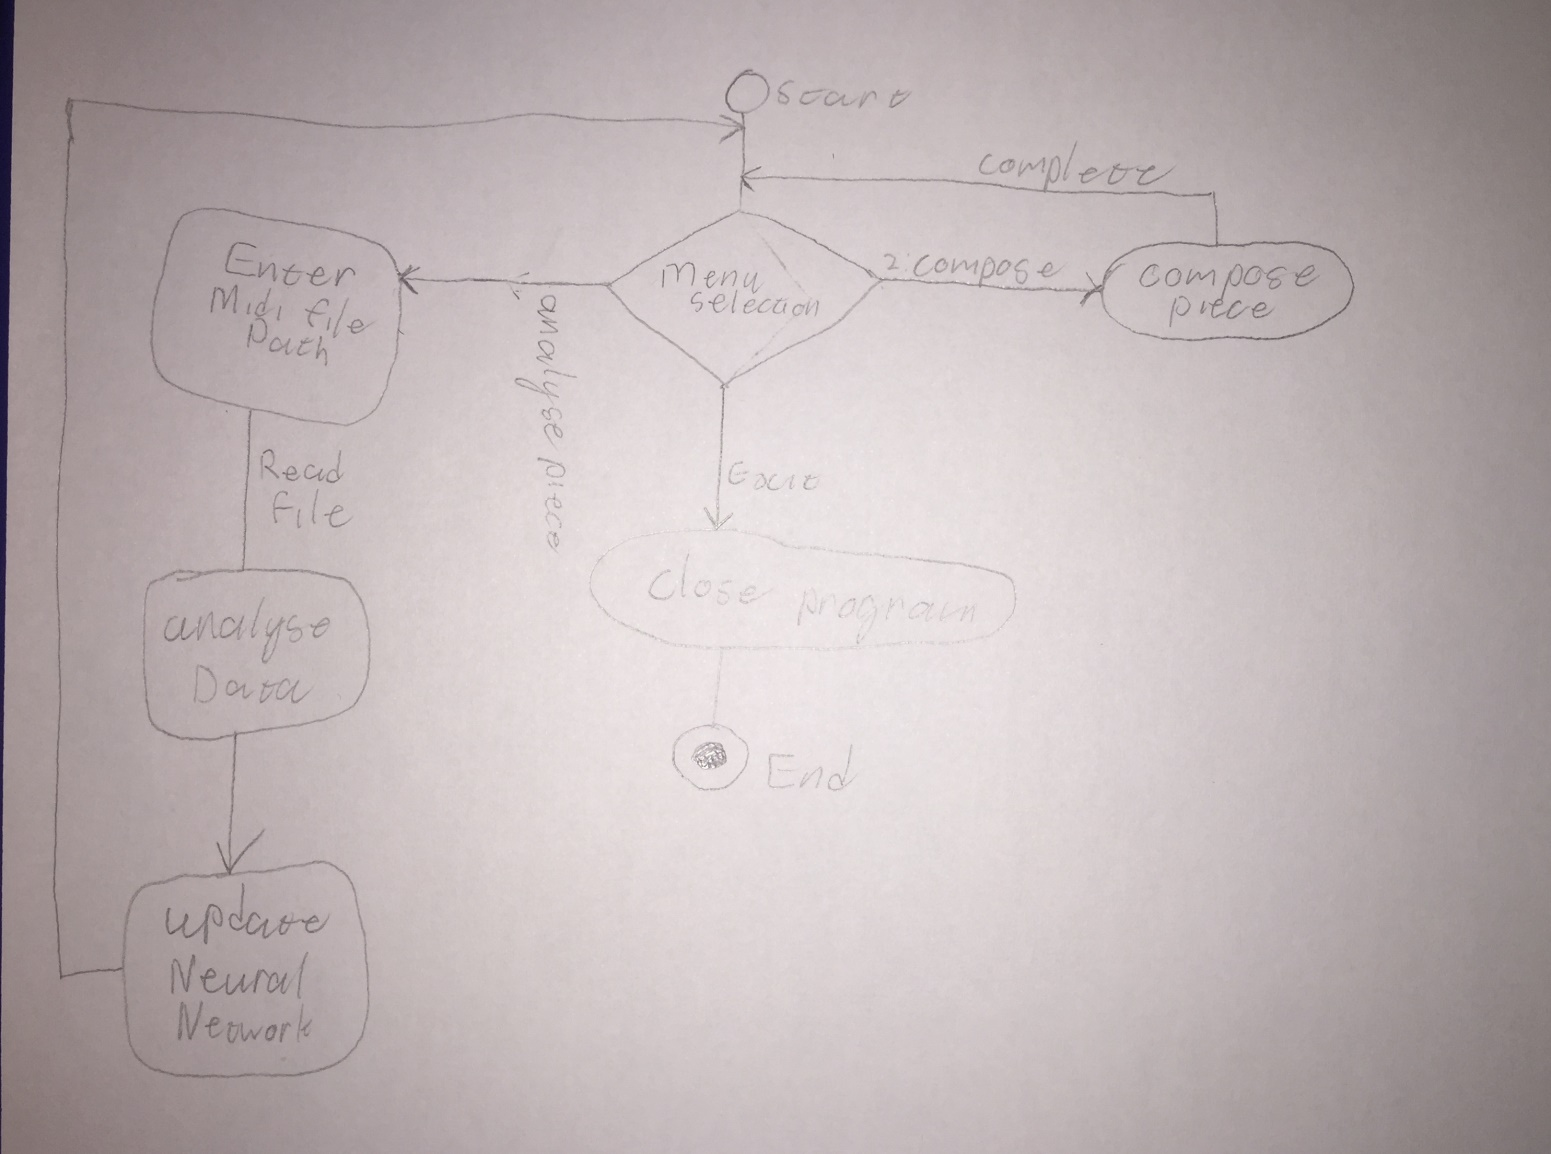 Start
complete
Enter
Midi file
Path
Menu
selection
2:compose
compose
piece
analyse piece
Read
file
Exit
close program
analyse
Data
End
update
Neural
Network